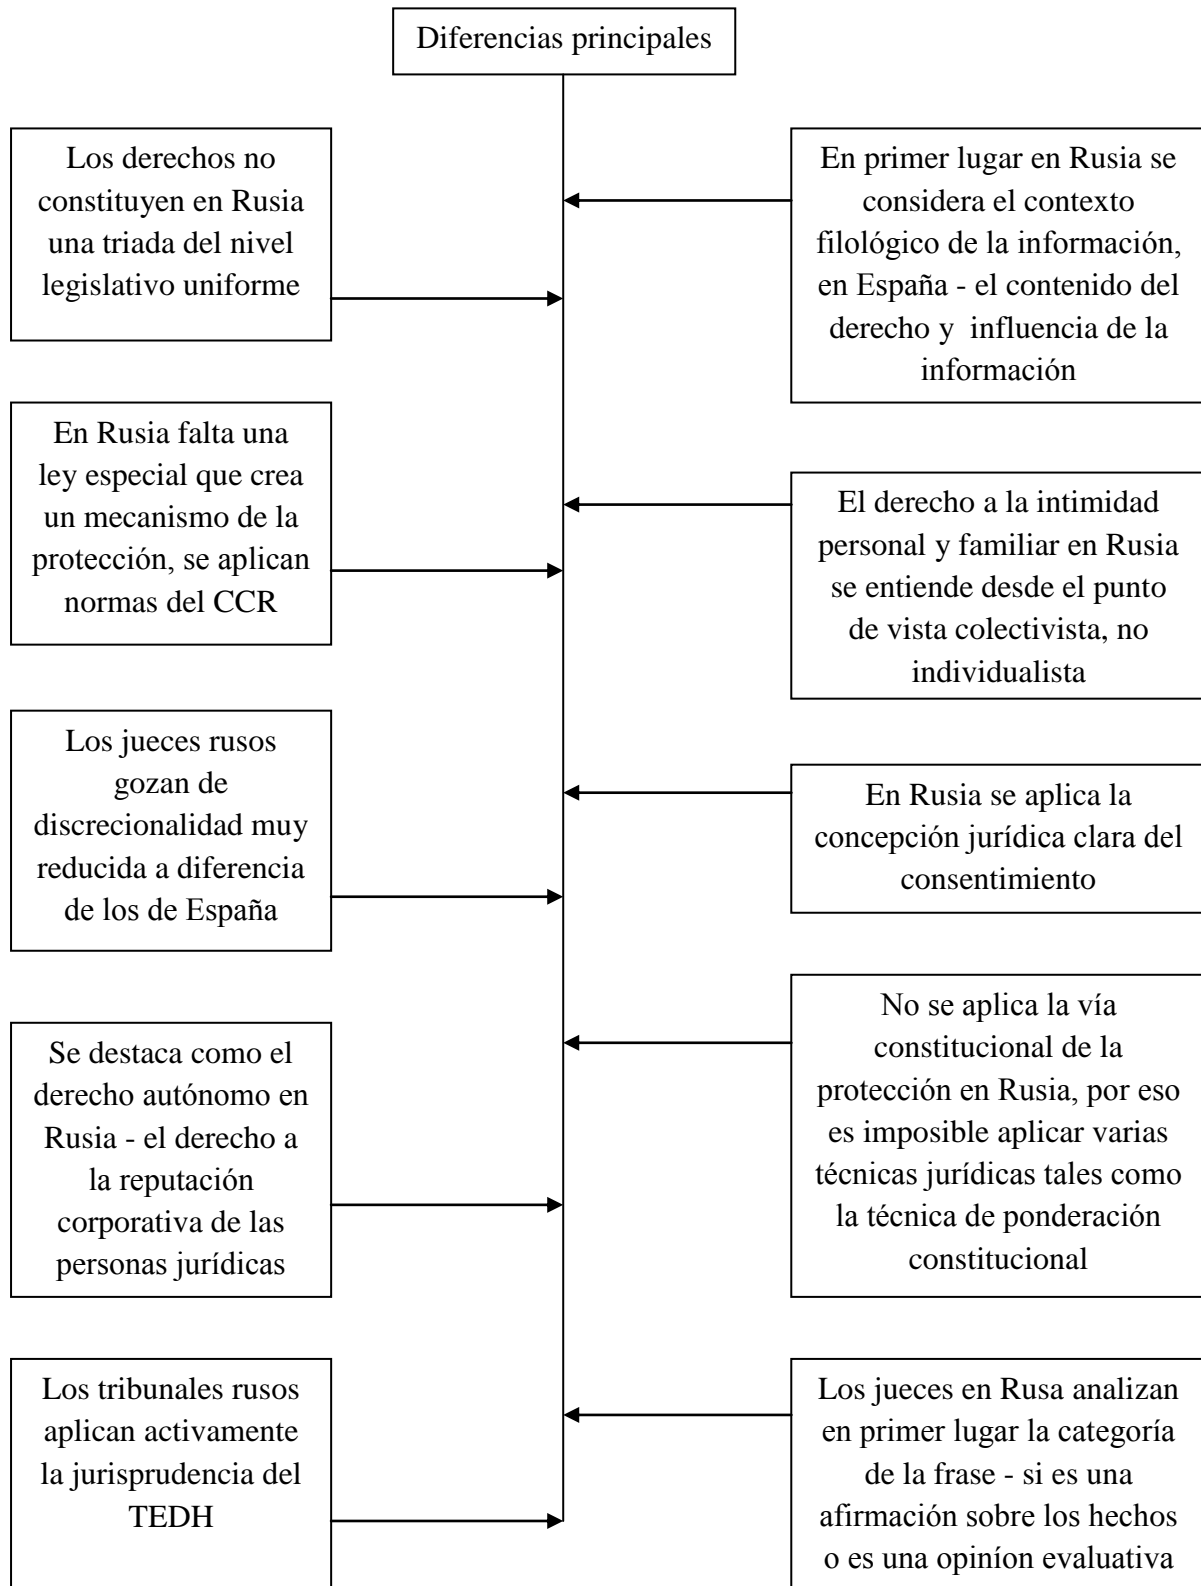 Diferencias principales
Los derechos no
constituyen en Rusia
una triada del nivel
legislativo uniforme
En primer lugar en Rusia se
considera el contexto
filológico de la información,
en España - el contenido del
derecho y influencia de la
información
En Rusia falta una
ley especial que crea
un mecanismo de la
protección, se aplican
normas del CCR
El derecho a la intimidad
personal y familiar en Rusia
se entiende desde el punto
de vista colectivista, no
individualista
Los jueces rusos
gozan de
discrecionalidad muy
reducida a diferencia
de los de España
En Rusia se aplica la
concepción jurídica clara del
consentimiento
Se destaca como el
derecho autónomo en
Rusia - el derecho a
la reputación
corporativa de las
personas jurídicas
No se aplica la vía
constitucional de la
protección en Rusia, por eso
es imposible aplicar varias
técnicas jurídicas tales como
la técnica de ponderación
constitucional
Los tribunales rusos
aplican activamente
la jurisprudencia del
TEDH
Los jueces en Rusa analizan
en primer lugar la categoría
de la frase - si es una
afirmación sobre los hechos
o es una opiníon evaluativa